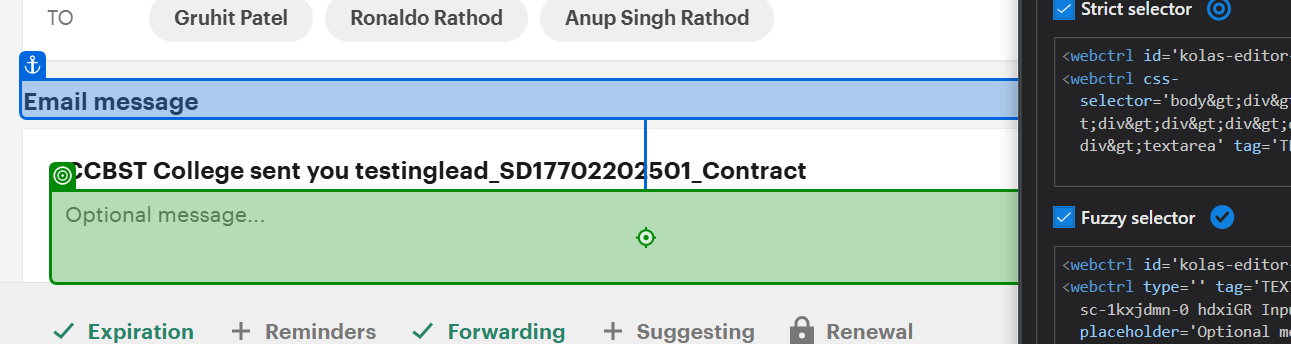 TO Gruhit Patel Ronaldo Rathod Anup Singh Rathod
Email message
CCBST College sent you testinglead_SD17702202501_Contract
Optional message...
Expiration Reminders Forwarding Suggesting Renewal
Strict selector
<webctrl id='kolas-editor-
<webctrl css-
selector='body&gt;div&g
t;div&gt;div&gt;div&gt;
div&gt;textarea' tag='T
Fuzzy selector
<webctrl id='kolas-editor-
<webctrl type='' tag='TEXT
sc-1kxjdmn-0 hdxiGR Inp
placeholder='Optional m